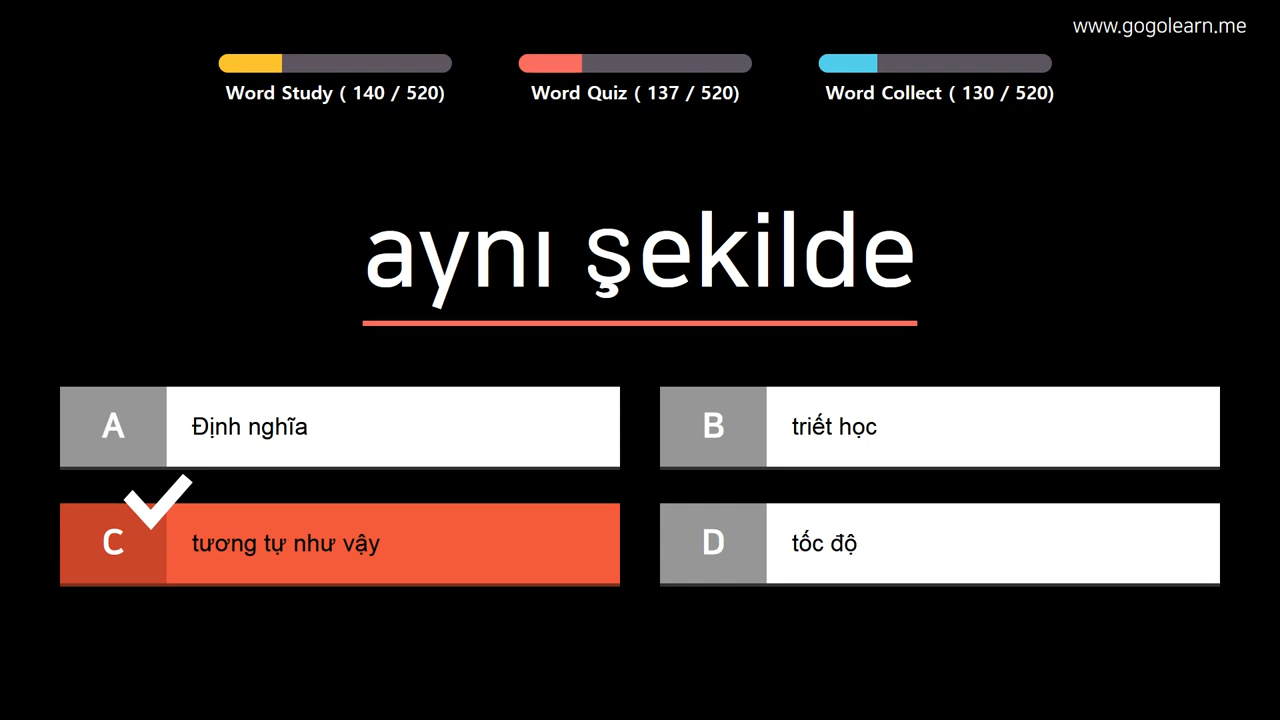 www.gogolearn.me
Word Study ( 140 / 520)
Word Quiz ( 137 / 520)
Word Collect ( 130 / 520)
aynı şekilde
A Định nghĩa
B triết học
C tương tự như vậy
D tốc độ